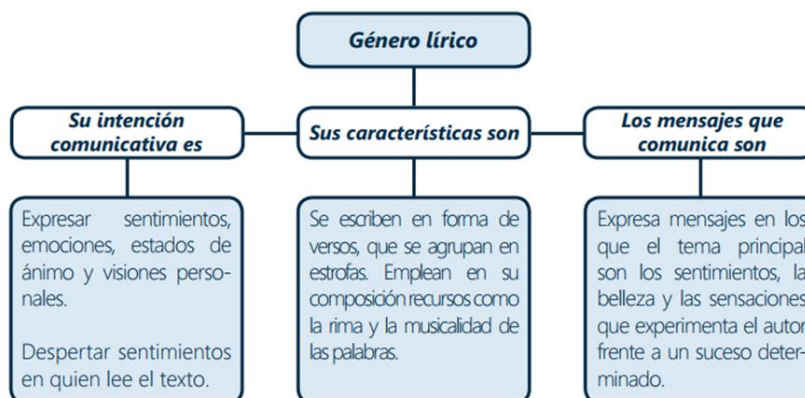 Género lírico
Su intención
comunicativa es
Sus características son
Los mensajes que
comunica son
Expresar sentimientos,
emociones, estados de
ánimo y visiones perso-
nales.
Despertar sentimientos
en quien lee el texto.
Se escriben en forma de
versos, que se agrupan en
estrofas. Emplean en su
composición recursos como
la rima y la musicalidad de
las palabras.
Expresa mensajes en los
que el tema principal
son los sentimientos, la
belleza y las sensaciones
que experimenta el autor
frente a un suceso deter-
minado.